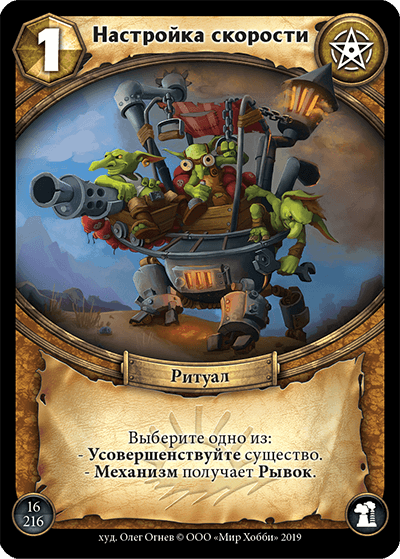 1
Настройка скорости
Ритуал
Выберите одно из:
- Усовершенствуйте существо.
- Механизм получает Рывок.
16
216
худ. Олег Огнев © ООО «Мир Хобби» 2019